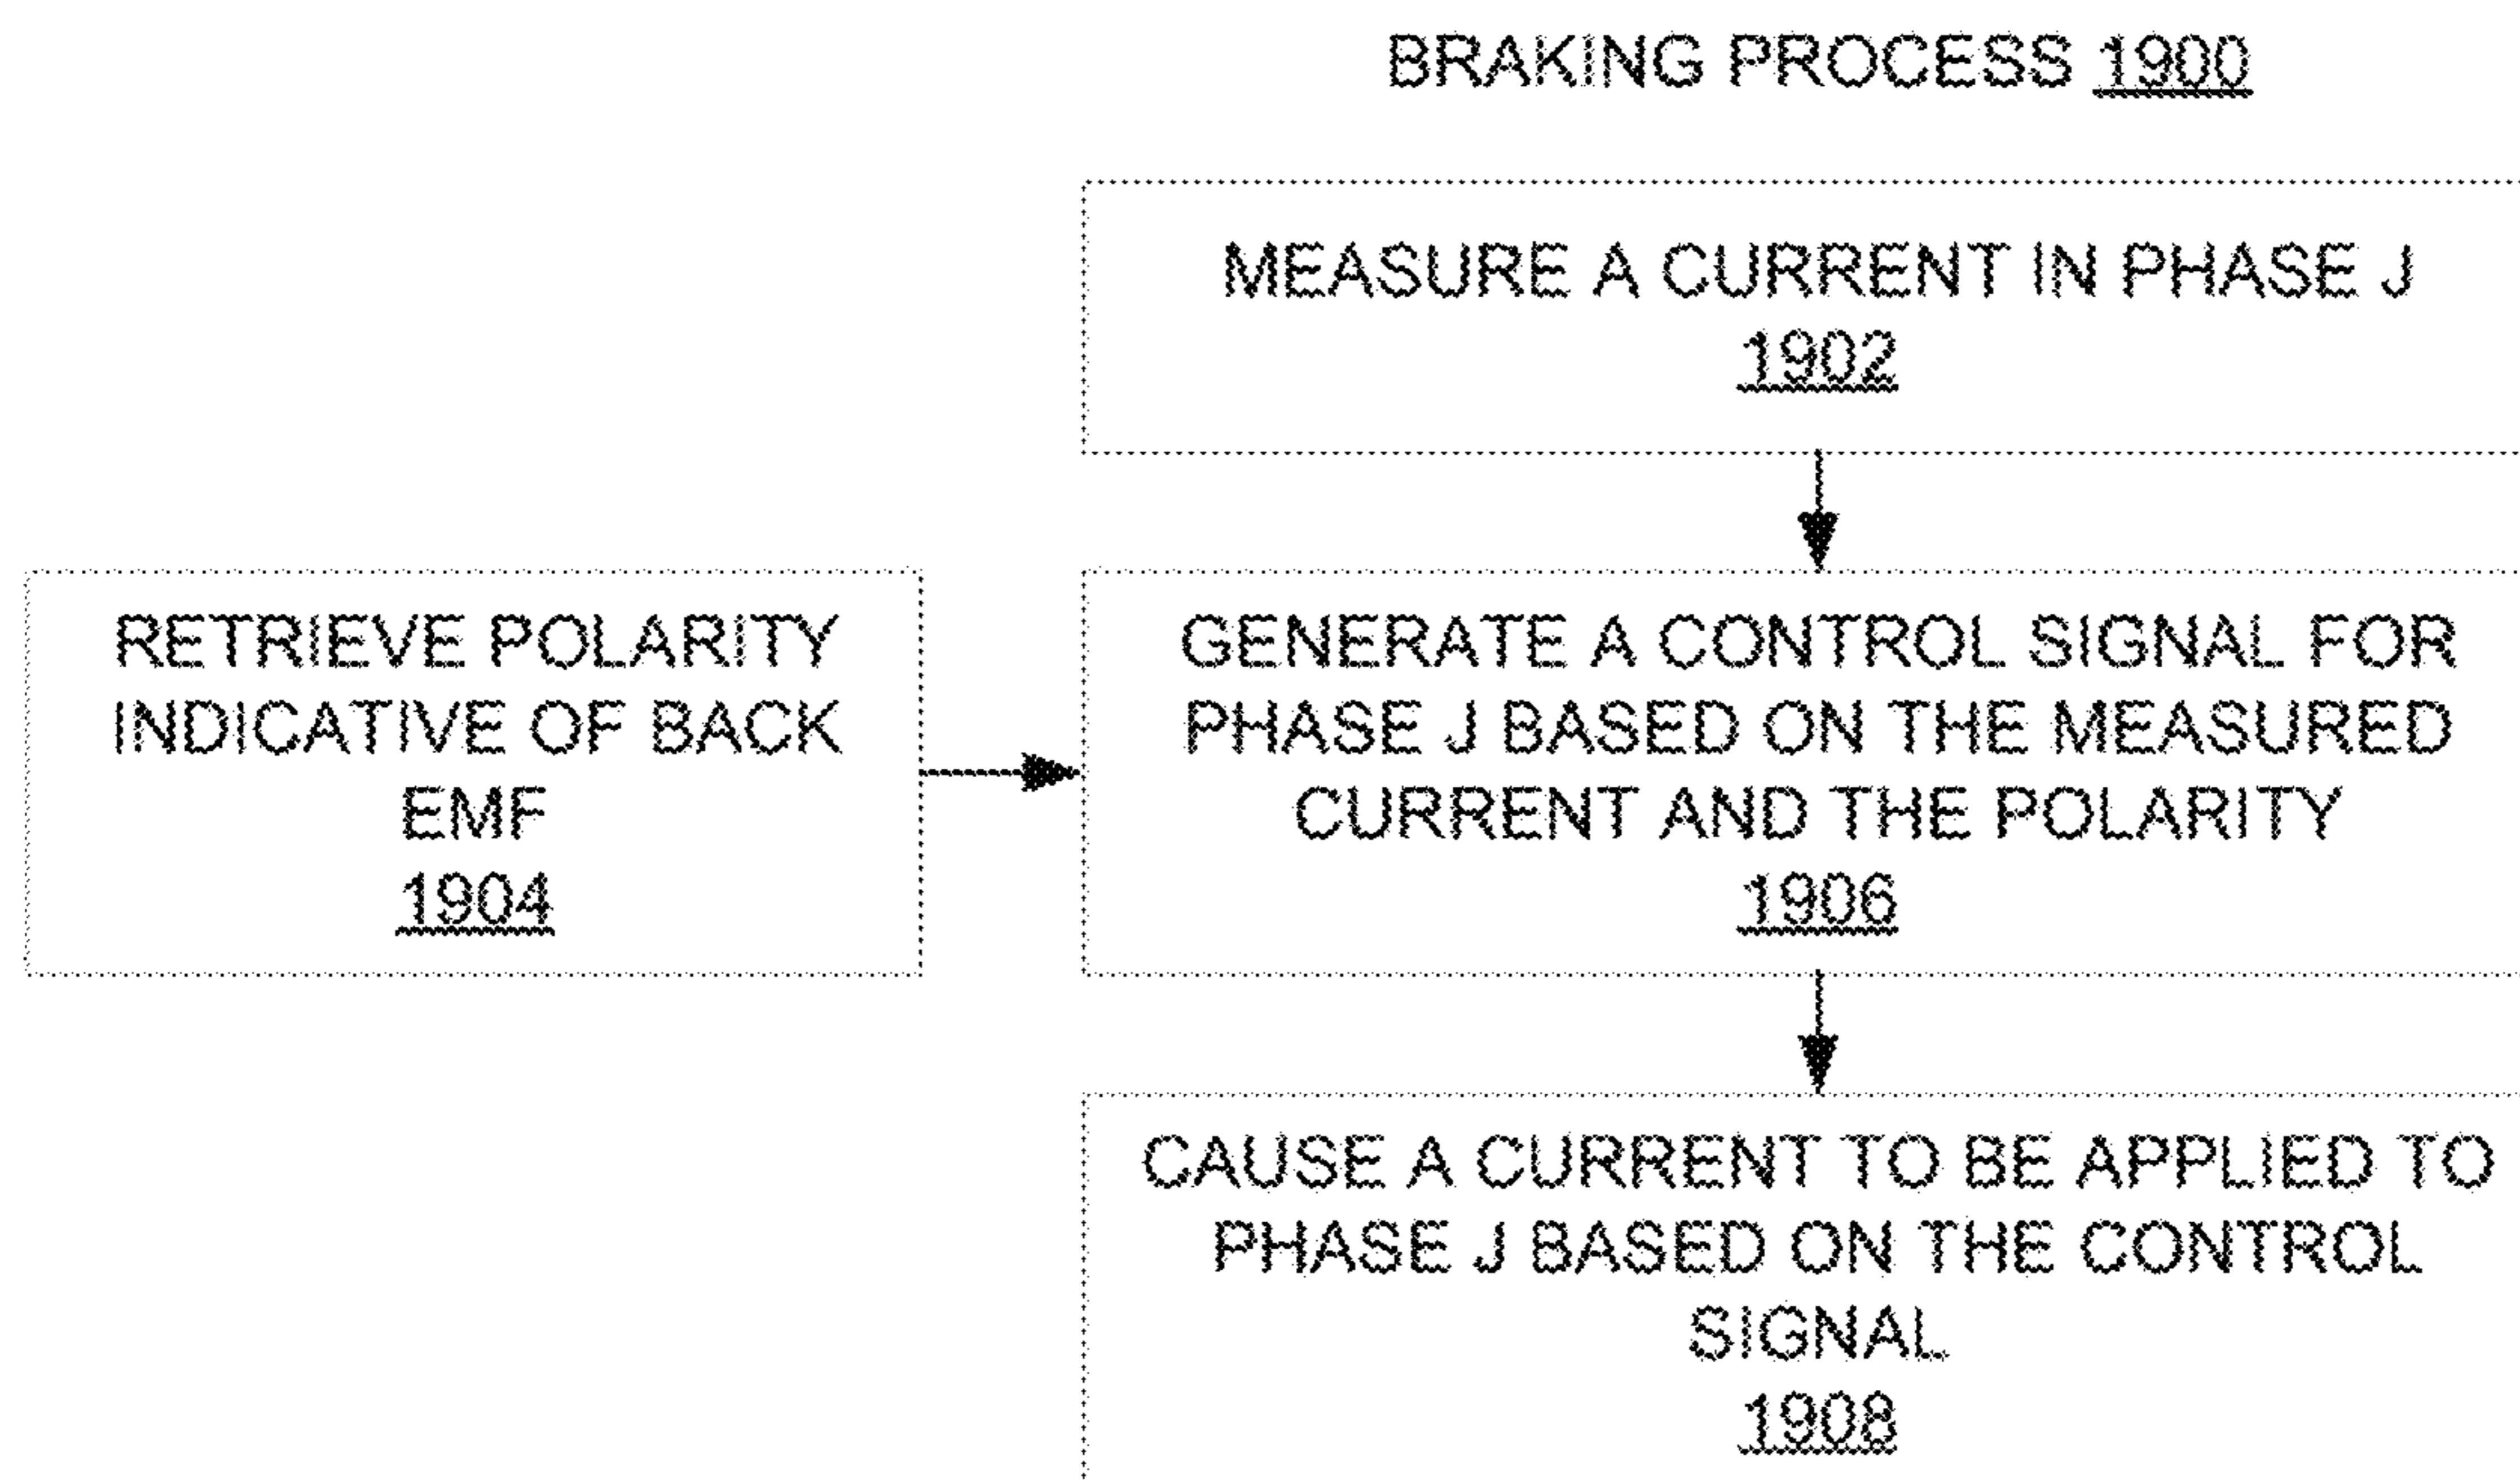 BRAKING PROCESS 1900
MEASURE A CURRENT IN PHASE J
1902
RETRIEVE POLARITY
INDICATIVE OF BACK
EMF
1904
GENERATE A CONTROL SIGNAL FOR
PHASE J BASED ON THE MEASURED
CURRENT AND THE POLARITY
1906
CAUSE A CURRENT TO BE APPLIED TO
PHASE J BASED ON THE CONTROL
SIGNAL
1908